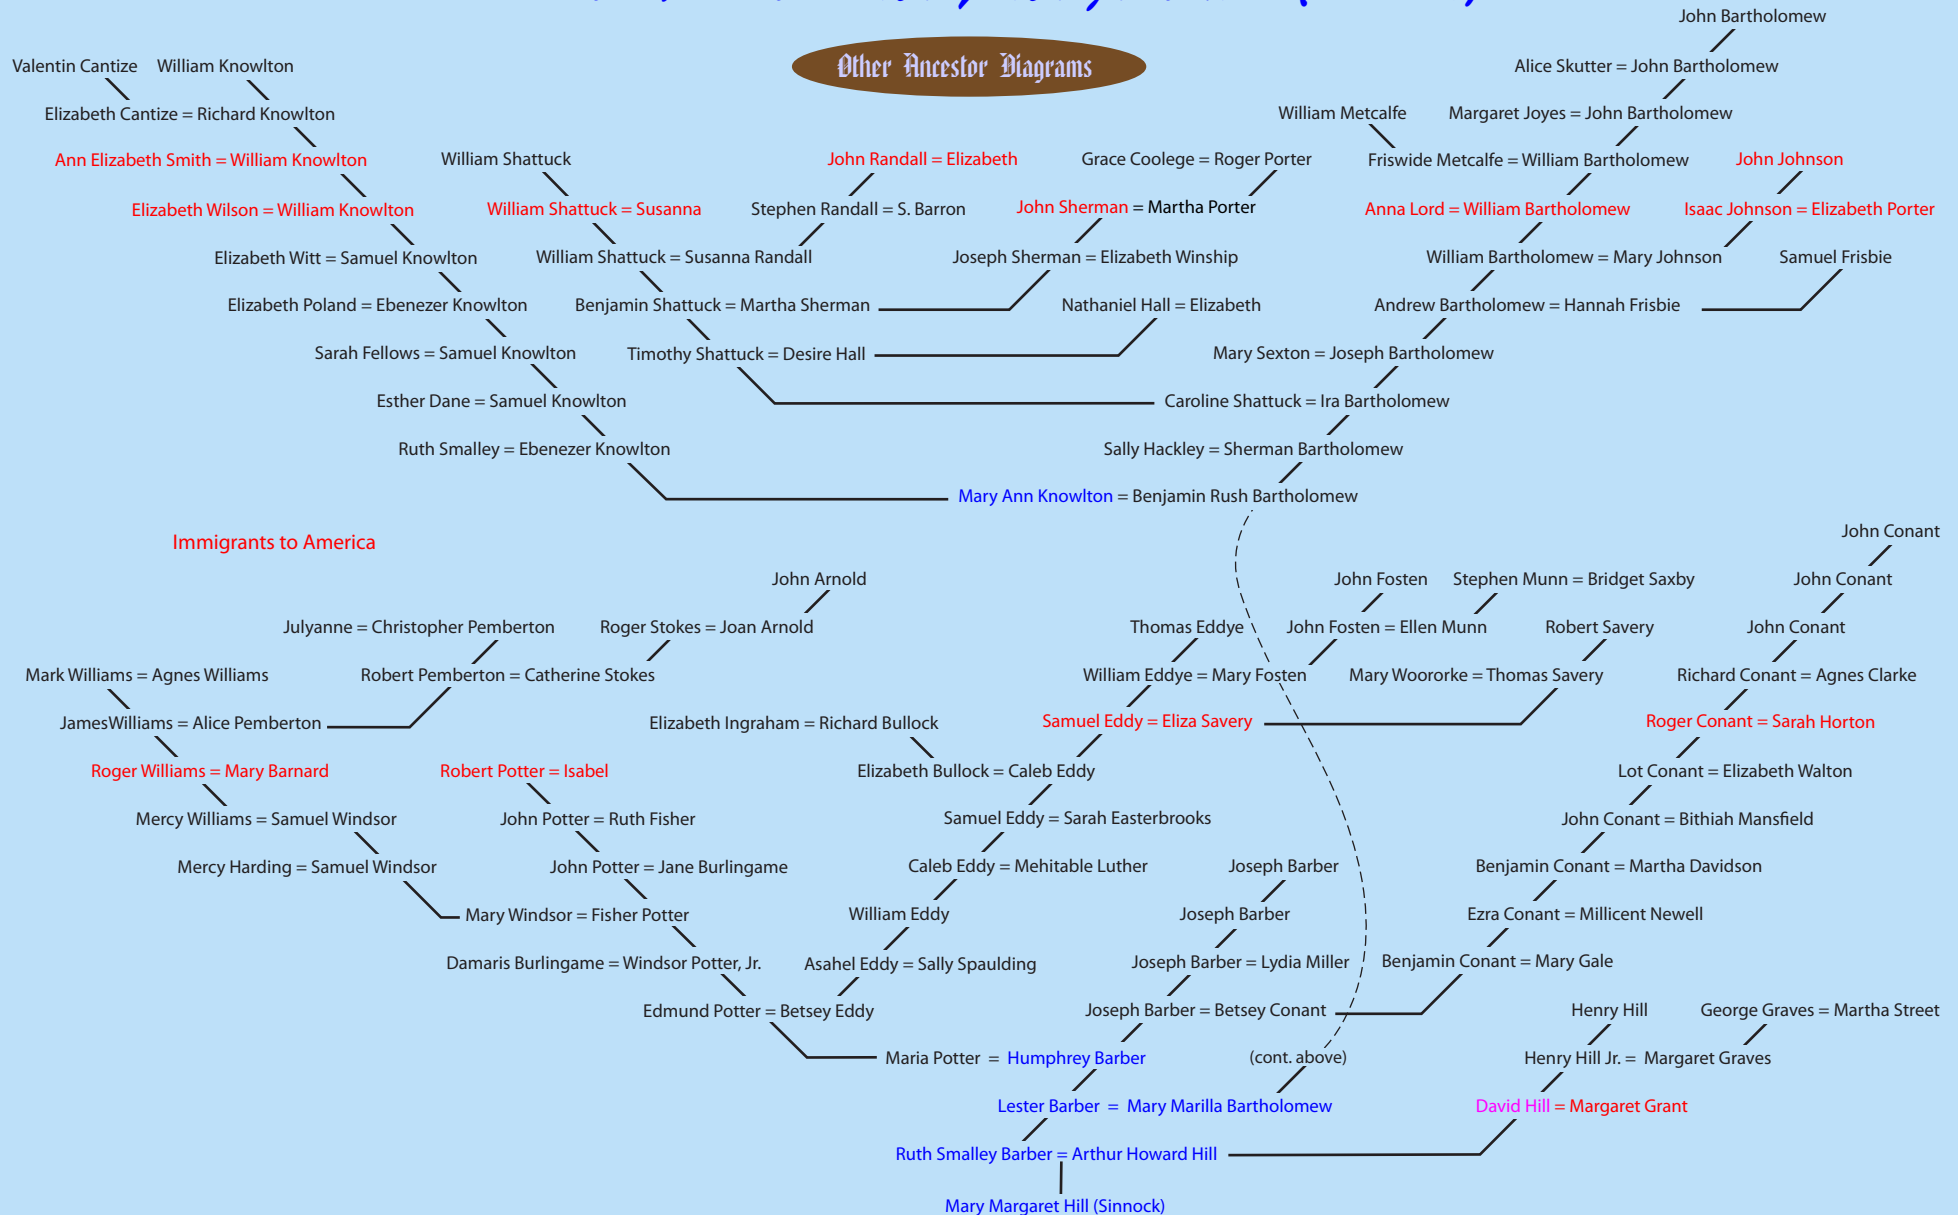 John Bartholomew
Other Ancestor Diagrams
Valentin Cantize William Knowlton
Alice Skutter = John Bartholomew
Elizabeth Cantize = Richard Knowlton
William Metcalfe Margaret Joyes = John Bartholomew
Ann Elizabeth Smith = William Knowlton William Shattuck John Randall = Elizabeth Grace Coolege = Roger Porter Friswide Metcalfe = William Bartholomew John Johnson
Elizabeth Wilson = William Knowlton William Shattuck = Susanna Stephen Randall = S. Barron John Sherman = Martha Porter Anna Lord = William Bartholomew Isaac Johnson = Elizabeth Porter
Elizabeth Witt = Samuel Knowlton William Shattuck = Susanna Randall Joseph Sherman = Elizabeth Winship William Bartholomew = Mary Johnson Samuel Frisbie
Elizabeth Poland = Ebenezer Knowlton Benjamin Shattuck = Martha Sherman Nathaniel Hall = Elizabeth Andrew Bartholomew = Hannah Frisbie
Sarah Fellows = Samuel Knowlton Timothy Shattuck = Desire Hall Mary Sexton = Joseph Bartholomew
Esther Dane = Samuel Knowlton Caroline Shattuck = Ira Bartholomew
Ruth Smalley = Ebenezer Knowlton Sally Hackley = Sherman Bartholomew
Mary Ann Knowlton = Benjamin Rush Bartholomew
Immigrants to America
John Conant
John Arnold John Fosten Stephen Munn = Bridget Saxby John Conant
Julyanne = Christopher Pemberton Roger Stokes = Joan Arnold Thomas Eddye John Fosten = Ellen Munn Robert Savery John Conant
Mark Williams = Agnes Williams Robert Pemberton = Catherine Stokes William Eddye = Mary Fosten Mary Woororke = Thomas Savery Richard Conant = Agnes Clarke
JamesWilliams = Alice Pemberton Elizabeth Ingraham = Richard Bullock Samuel Eddy = Eliza Savery Roger Conant = Sarah Horton
Roger Williams = Mary Barnard Robert Potter = Isabel Elizabeth Bullock = Caleb Eddy Lot Conant = Elizabeth Walton
Mercy Williams = Samuel Windsor John Potter = Ruth Fisher Samuel Eddy = Sarah Easterbrooks John Conant = Bithiah Mansfield
Mercy Harding = Samuel Windsor John Potter = Jane Burlingame Caleb Eddy = Mehitable Luther Joseph Barber Benjamin Conant = Martha Davidson
Mary Windsor = Fisher Potter William Eddy Joseph Barber Ezra Conant = Millicent Newell
Damaris Burlingame = Windsor Potter, Jr. Asahel Eddy = Sally Spaulding Joseph Barber = Lydia Miller Benjamin Conant = Mary Gale
Edmund Potter = Betsey Eddy Joseph Barber = Betsey Conant Henry Hill George Graves = Martha Street
Maria Potter = Humphrey Barber (cont. above) Henry Hill Jr. = Margaret Graves
Lester Barber = Mary Marilla Bartholomew David Hill = Margaret Grant
Ruth Smalley Barber = Arthur Howard Hill
Mary Margaret Hill (Sinnock)